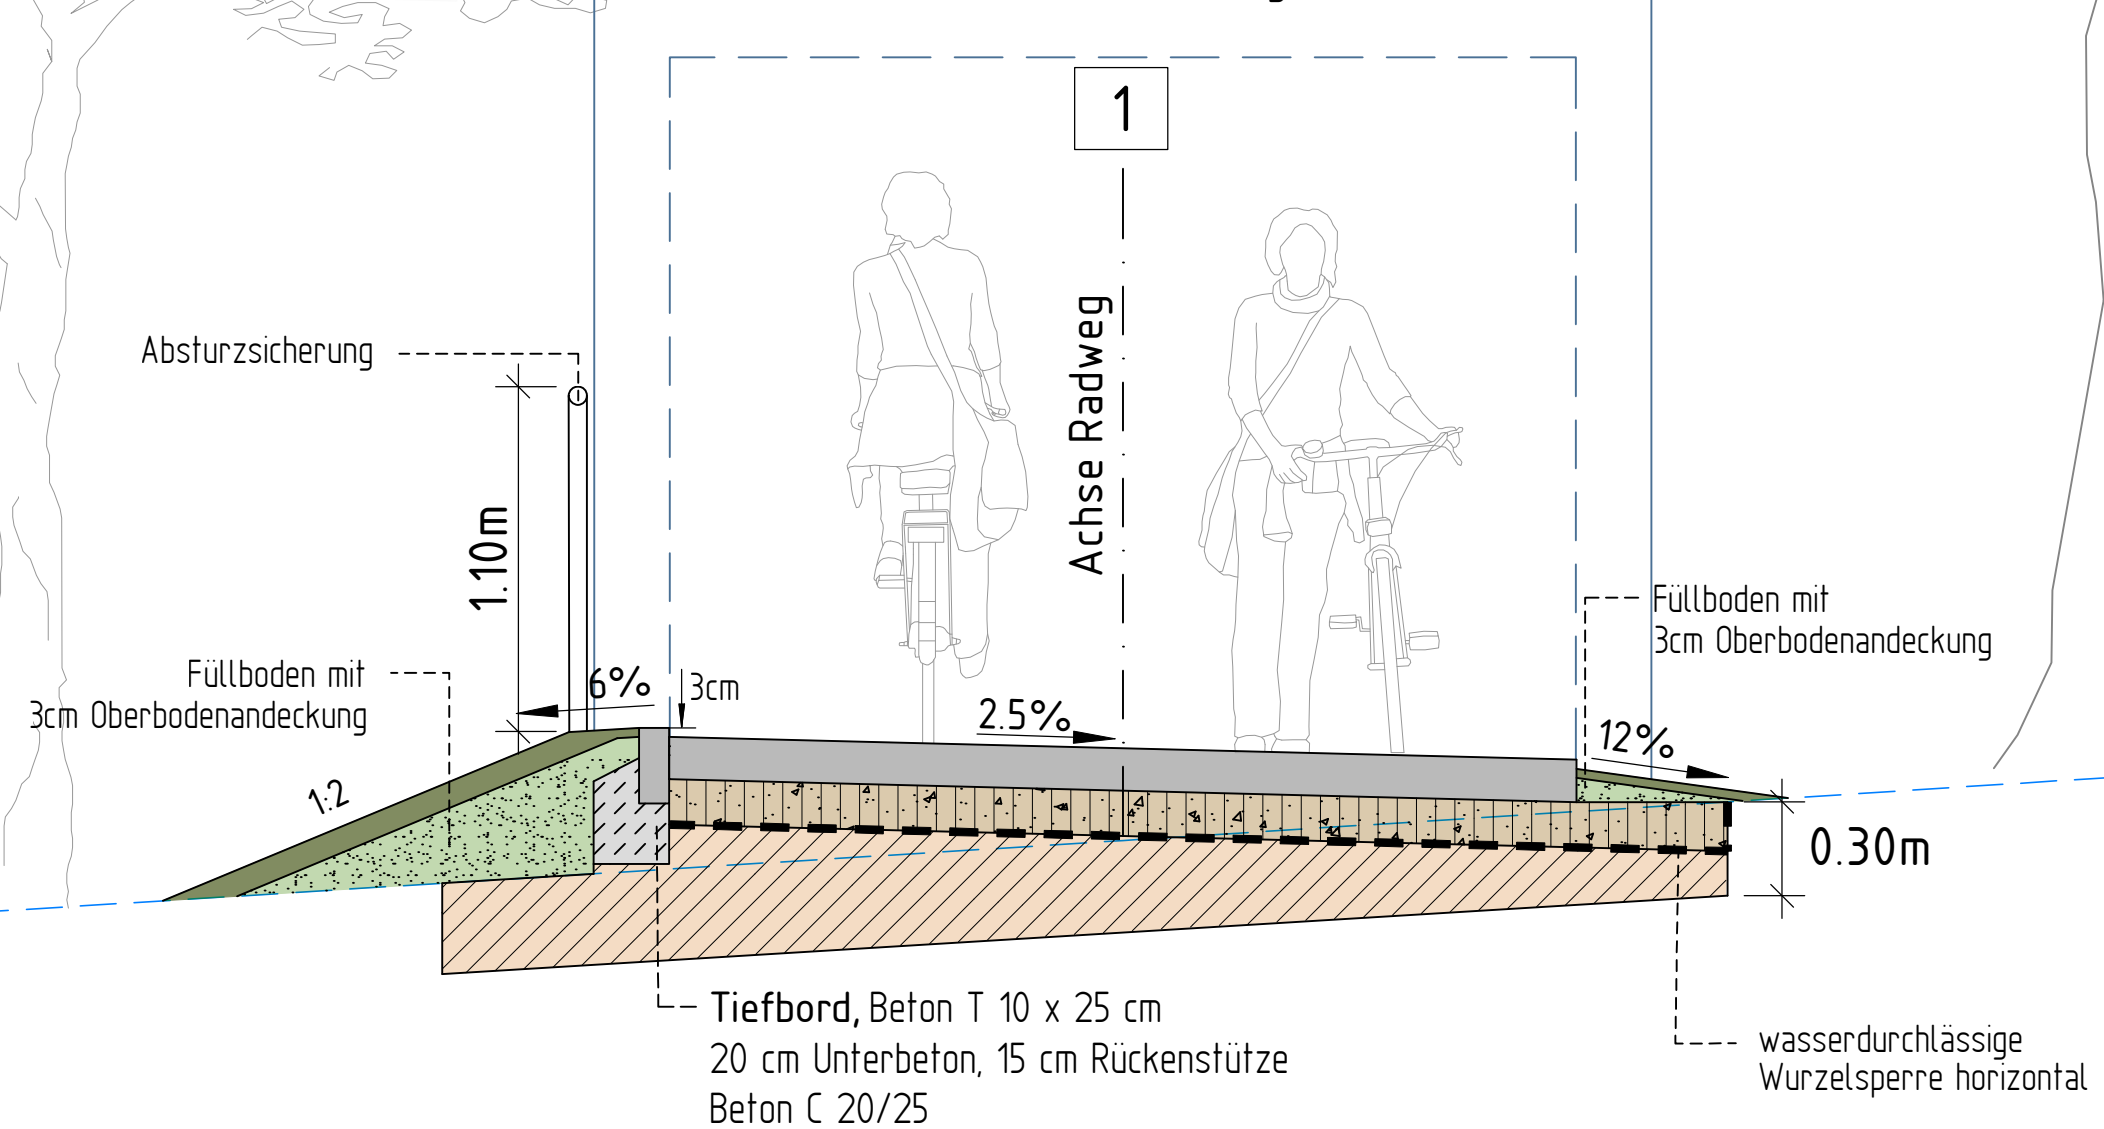 1
Achse Radweg
Absturzsicherung
1.10m
Füllboden mit
3cm Oberbodenandeckung
Füllboden mit
3cm Oberbodenandeckung
6%
3cm
2.5%
12%
1:2
0.30m
Tiefbord, Beton T 10 x 25 cm
20 cm Unterbeton, 15 cm Rückenstütze
Beton C 20/25
wasserdurchlässige
Wurzelsperre horizontal